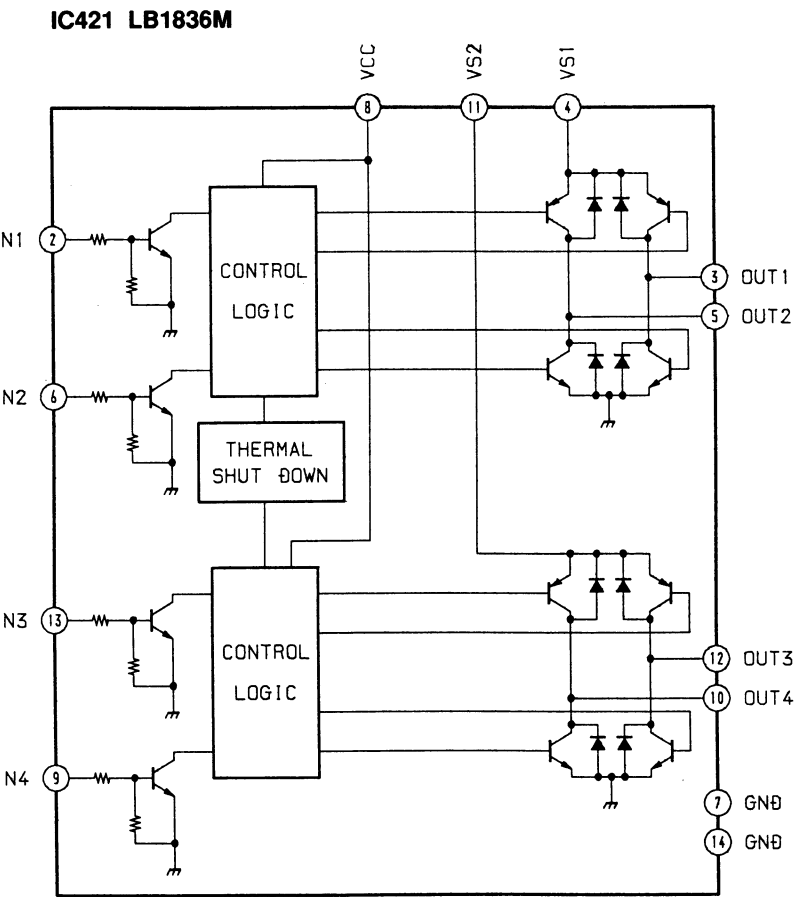 IC421 LB1836M
VCC
VS2
VS1
8
11
4
N1
2
CONTROL
LOGIC
3
OUT1
5
OUT2
N2
6
THERMAL
SHUT DOWN
N3
13
CONTROL
LOGIC
12
OUT3
10
OUT4
N4
9
7
GND
14
GND